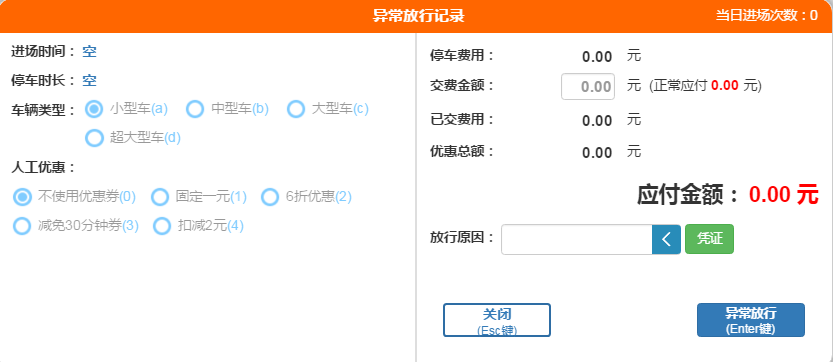 异常放行记录
当日进场次数：0
进场时间： 空
停车时长： 空
车辆类型： 小型车(a) 中型车(b) 大型车(c)
超大型车(d)
人工优惠：
不使用优惠券(0) 固定一元(1) 6折优惠(2)
减免30分钟券(3) 扣减2元(4)
停车费用： 0.00 元
交费金额： 0.00 元 (正常应付 0.00 元)
已交费用： 0.00 元
优惠总额： 0.00 元
应付金额： 0.00 元
放行原因： 凭证
关闭
(Esc键)
异常放行
(Enter键)